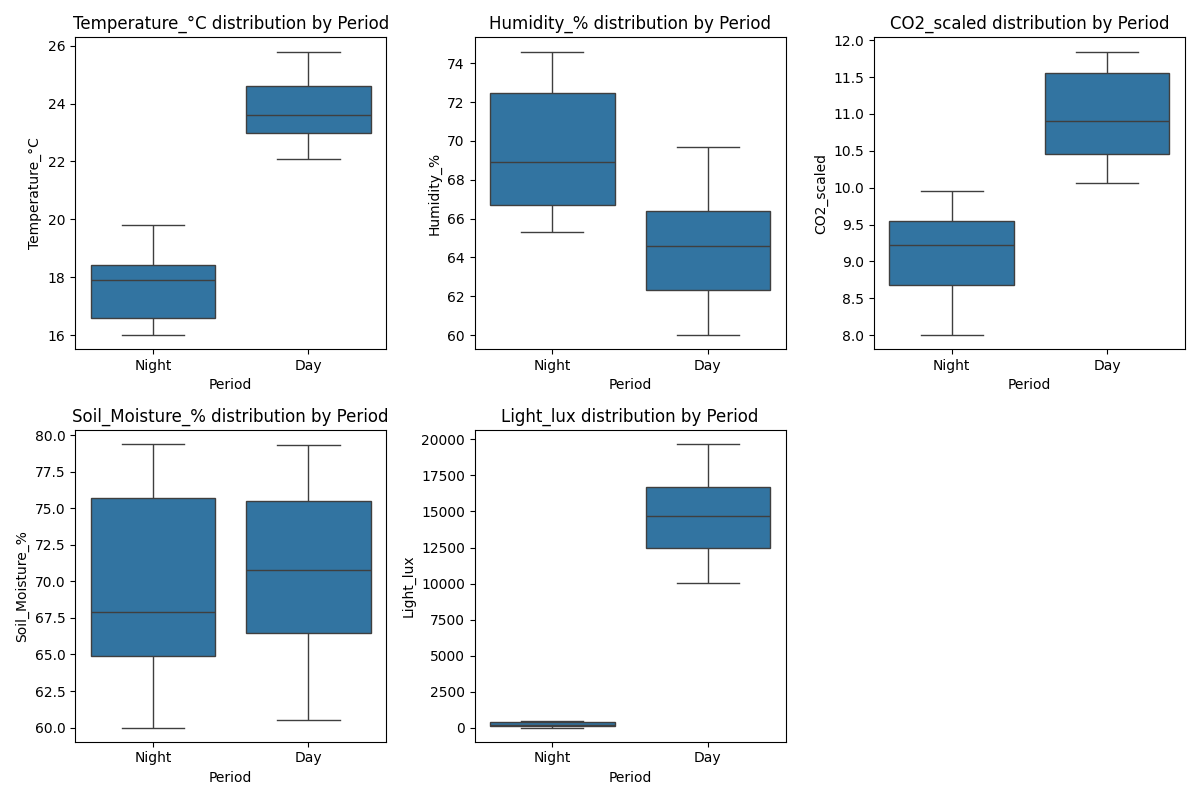 Temperature_°C distribution by Period
26
24
22
20
18
16
Temperature_°C
Night
Day
Period
Humidity_% distribution by Period
74
72
70
68
66
64
62
60
Humidity_%
Night
Day
Period
CO2_scaled distribution by Period
12.0
11.5
11.0
10.5
10.0
9.5
9.0
8.5
8.0
CO2_scaled
Night
Day
Period
Soil_Moisture_% distribution by Period
80.0
77.5
75.0
72.5
70.0
67.5
65.0
62.5
60.0
Soil_Moisture_%
Night
Day
Period
Light_lux distribution by Period
20000
17500
15000
12500
10000
7500
5000
2500
0
Light_lux
Night
Day
Period